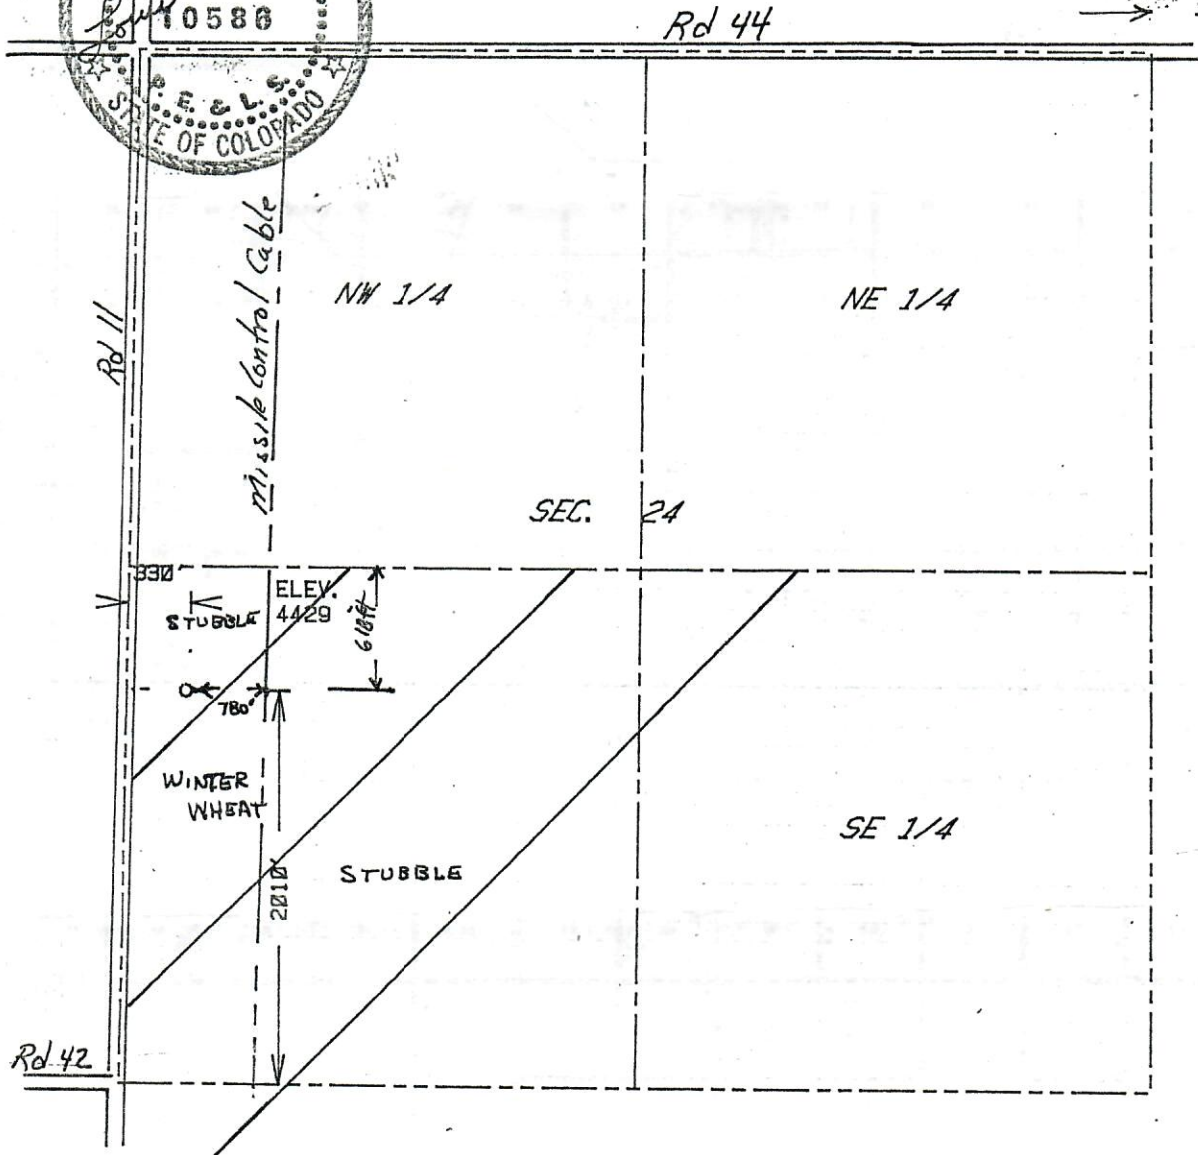 10586
P. E. & L. S.
STATE OF COLORADO
Rd 44
Rd 11
Missile Control Cable
NW 1/4
NE 1/4
SEC. 24
330'
STUBBLE
ELEV.
4429
780'
WINTER
WHEAT
2010'
STUBBLE
SE 1/4
Rd 42